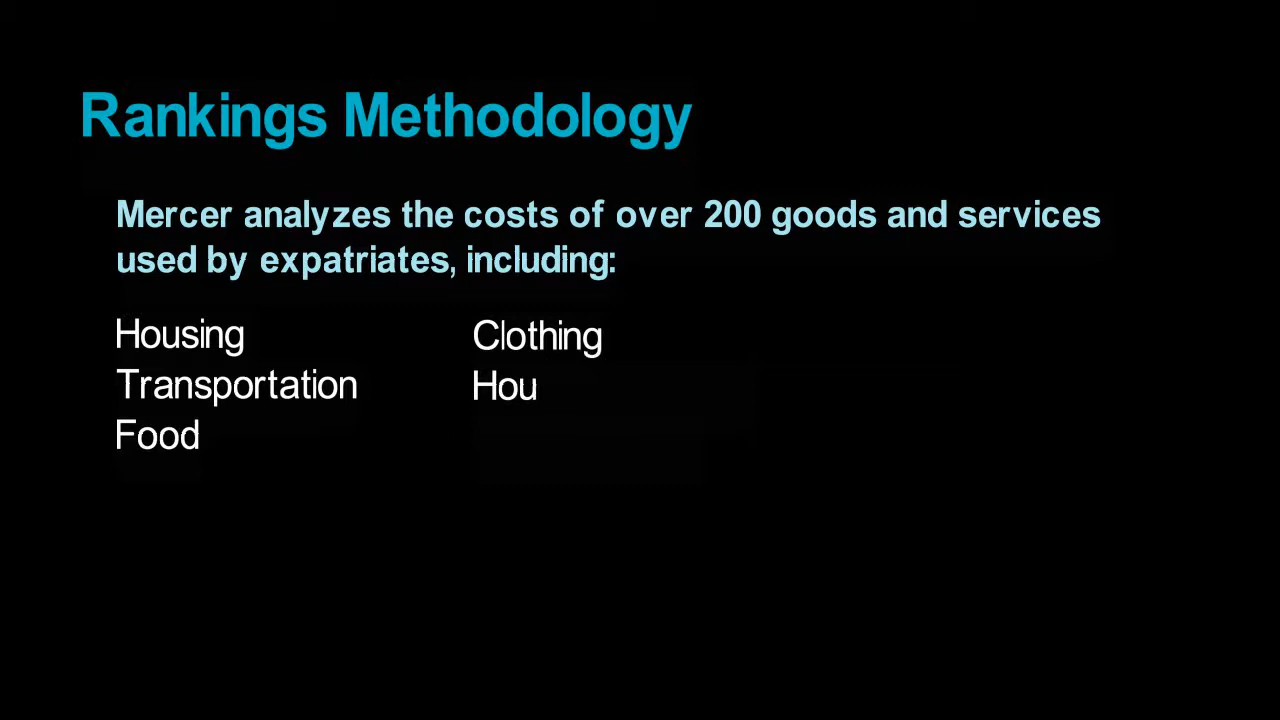 Rankings Methodology
Mercer analyzes the costs of over 200 goods and services
used by expatriates, including:
Housing
Transportation
Food
Clothing
Hou